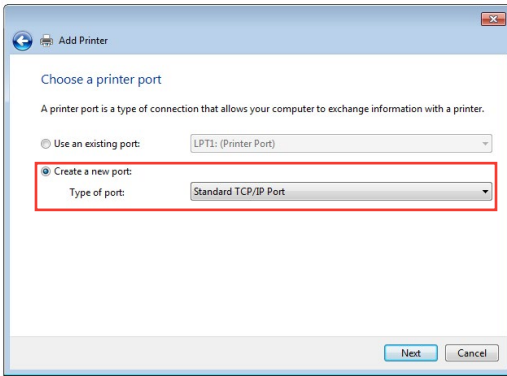 Add Printer
Choose a printer port
A printer port is a type of connection that allows your computer to exchange information with a printer.
Use an existing port: LPT1: (Printer Port)
Create a new port:
Type of port: Standard TCP/IP Port
Next Cancel